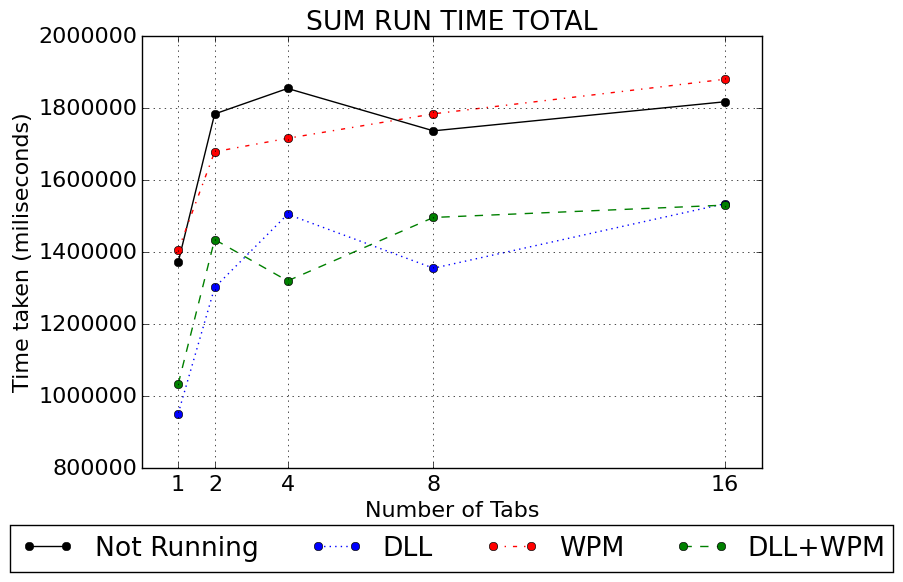 SUM RUN TIME TOTAL
2000000
1800000
1600000
1400000
1200000
1000000
800000
Time taken (miliseconds)
1 2 4 8 16
Number of Tabs
Not Running DLL WPM DLL+WPM